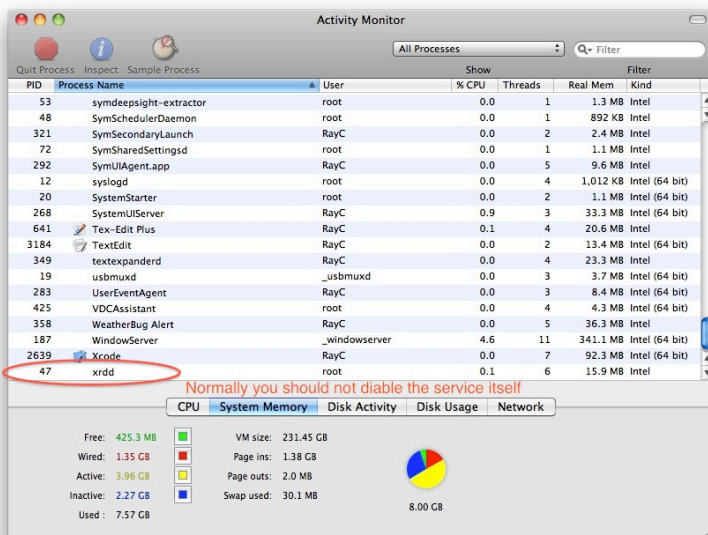 Activity Monitor
All Processes
Filter
Quit Process Inspect Sample Process Show Filter
PID Process Name User % CPU Threads Real Mem Kind
53 symdeepsight-extractor root 0.0 1 1.3 MB Intel
48 SymSchedulerDaemon root 0.0 1 892 KB Intel
321 SymSecondaryLaunch RayC 0.0 2 2.4 MB Intel
72 SymSharedSettingsd root 0.0 1 1.1 MB Intel
292 SymUIAgent.app RayC 0.0 5 9.6 MB Intel
12 syslogd root 0.0 4 1,012 KB Intel (64 bit)
20 SystemStarter root 0.0 2 1.1 MB Intel (64 bit)
268 SystemUIServer RayC 0.9 3 33.3 MB Intel (64 bit)
641 Tex-Edit Plus RayC 0.1 4 20.6 MB Intel
3184 TextEdit RayC 0.0 2 13.4 MB Intel (64 bit)
349 textexpanderd RayC 0.0 4 23.3 MB Intel
19 usbmuxd _usbmuxd 0.0 3 3.7 MB Intel (64 bit)
283 UserEventAgent RayC 0.0 3 8.4 MB Intel (64 bit)
425 VDCAssistant root 0.0 4 4.3 MB Intel (64 bit)
358 WeatherBug Alert RayC 0.0 5 36.3 MB Intel
187 WindowServer _windowserver 4.6 11 341.1 MB Intel (64 bit)
2639 Xcode RayC 0.0 7 92.3 MB Intel (64 bit)
47 xrdd root 0.1 6 15.9 MB Intel
Normally you should not diable the service itself
CPU System Memory Disk Activity Disk Usage Network
Free: 425.3 MB VM size: 231.45 GB
Wired: 1.35 GB Page ins: 1.38 GB
Active: 3.96 GB Page outs: 2.0 MB
Inactive: 2.27 GB Swap used: 30.1 MB
Used : 7.57 GB
8.00 GB